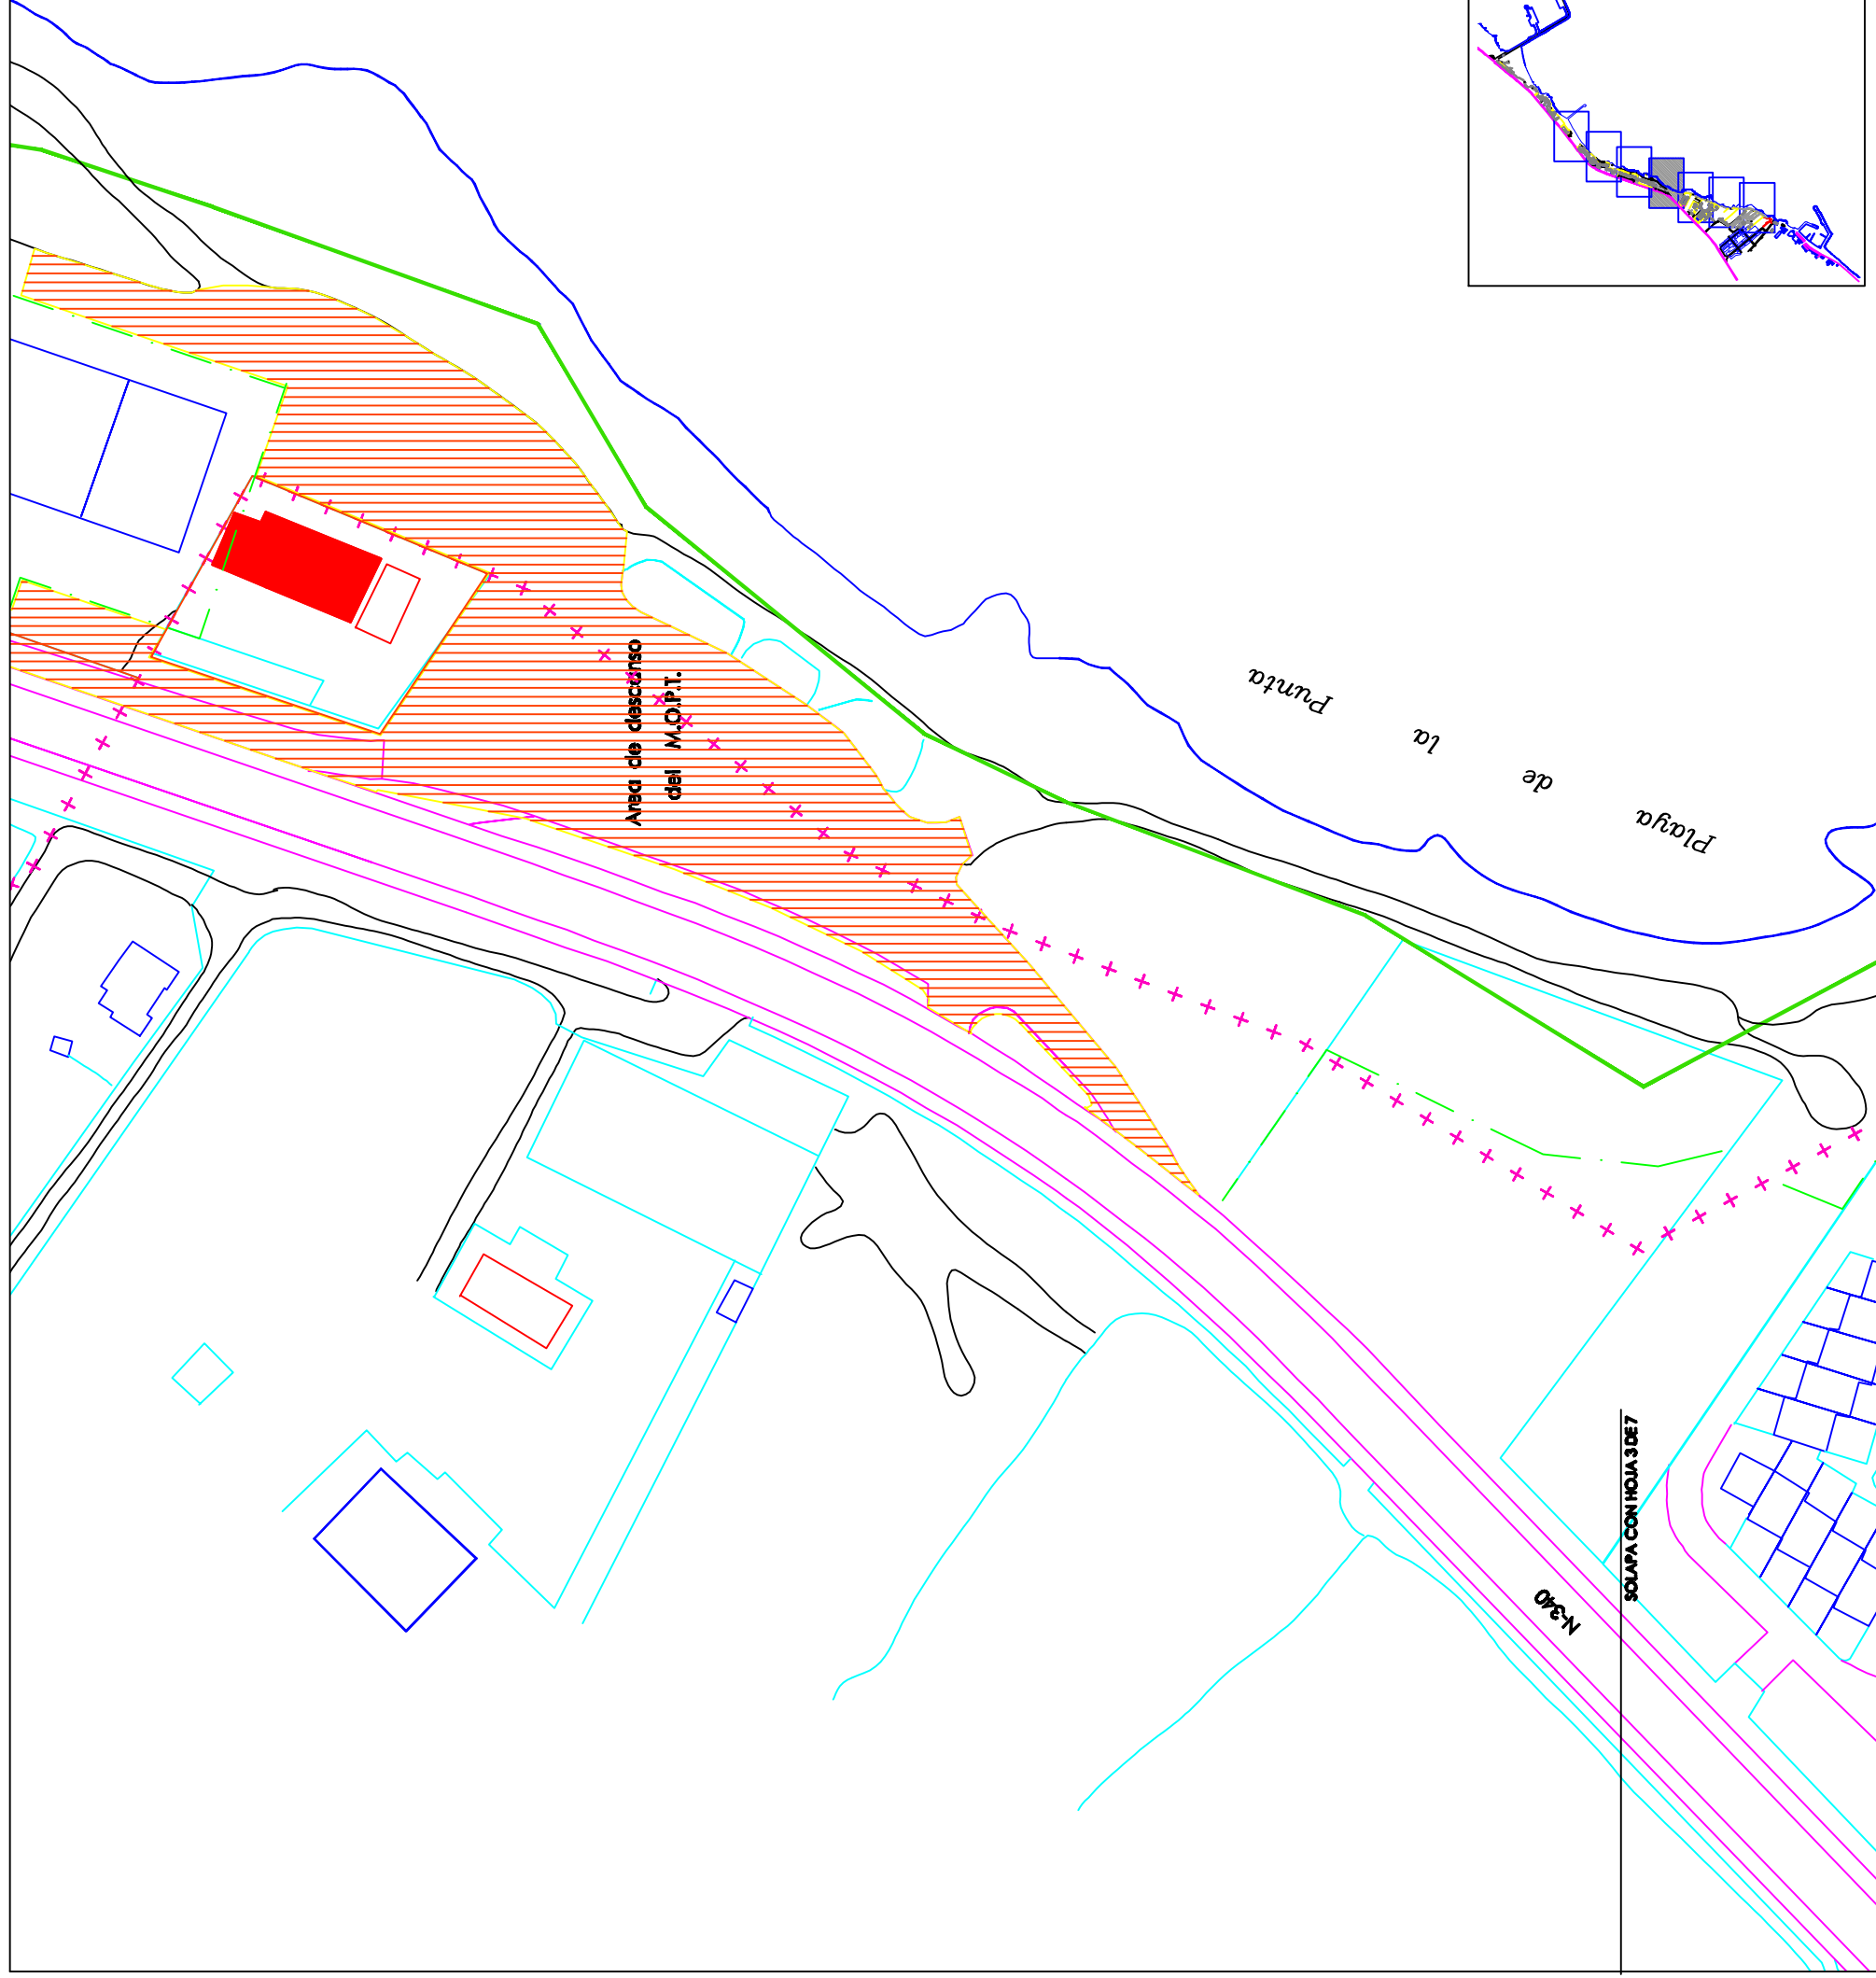 Area de descanso
del M.O.P.T.
Playa de la Punta
N-340
SOLAPA CON HOJA 3 DE 7